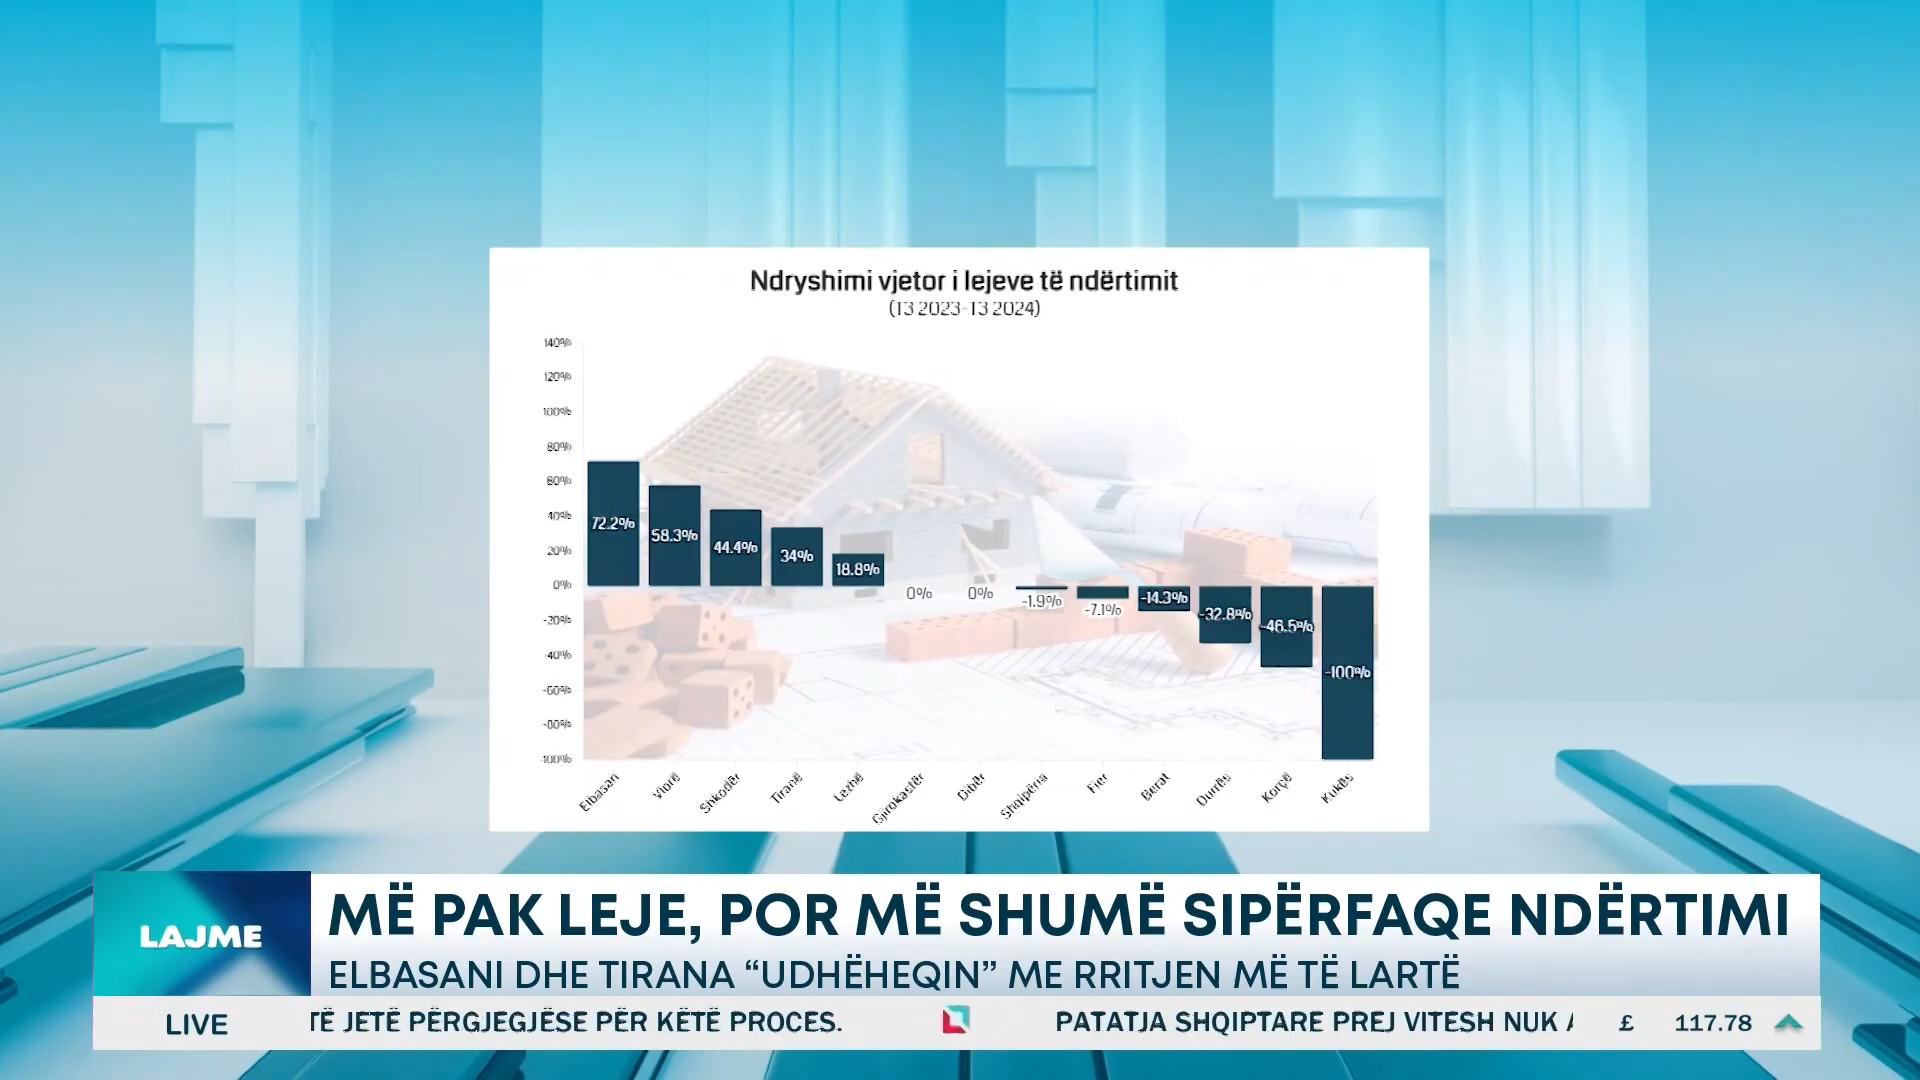 Ndryshimi vjetor i lejeve të ndërtimit
(T3 2023-T3 2024)
140%
120%
100%
80%
60%
40%
20%
0%
-20%
-40%
-60%
-80%
-100%
72.2%
58.3%
44.4%
34%
18.8%
0%
0%
-1.9%
-7.1%
-14.3%
-32.8%
-46.5%
-100%
Elbasan
Vlorë
Shkodër
Tiranë
Lezhë
Gjirokastër
Dibër
Shqipëria
Fier
Berat
Durrës
Korçë
Kukës
LAJME
MË PAK LEJE, POR MË SHUMË SIPËRFAQE NDËRTIMI
ELBASANI DHE TIRANA “UDHËHEQIN” ME RRITJEN MË TË LARTË
LIVE
TË JETË PËRGJEGJËSE PËR KËTË PROCES.
PATATJA SHQIPTARE PREJ VITESH NUK
£ 117.78